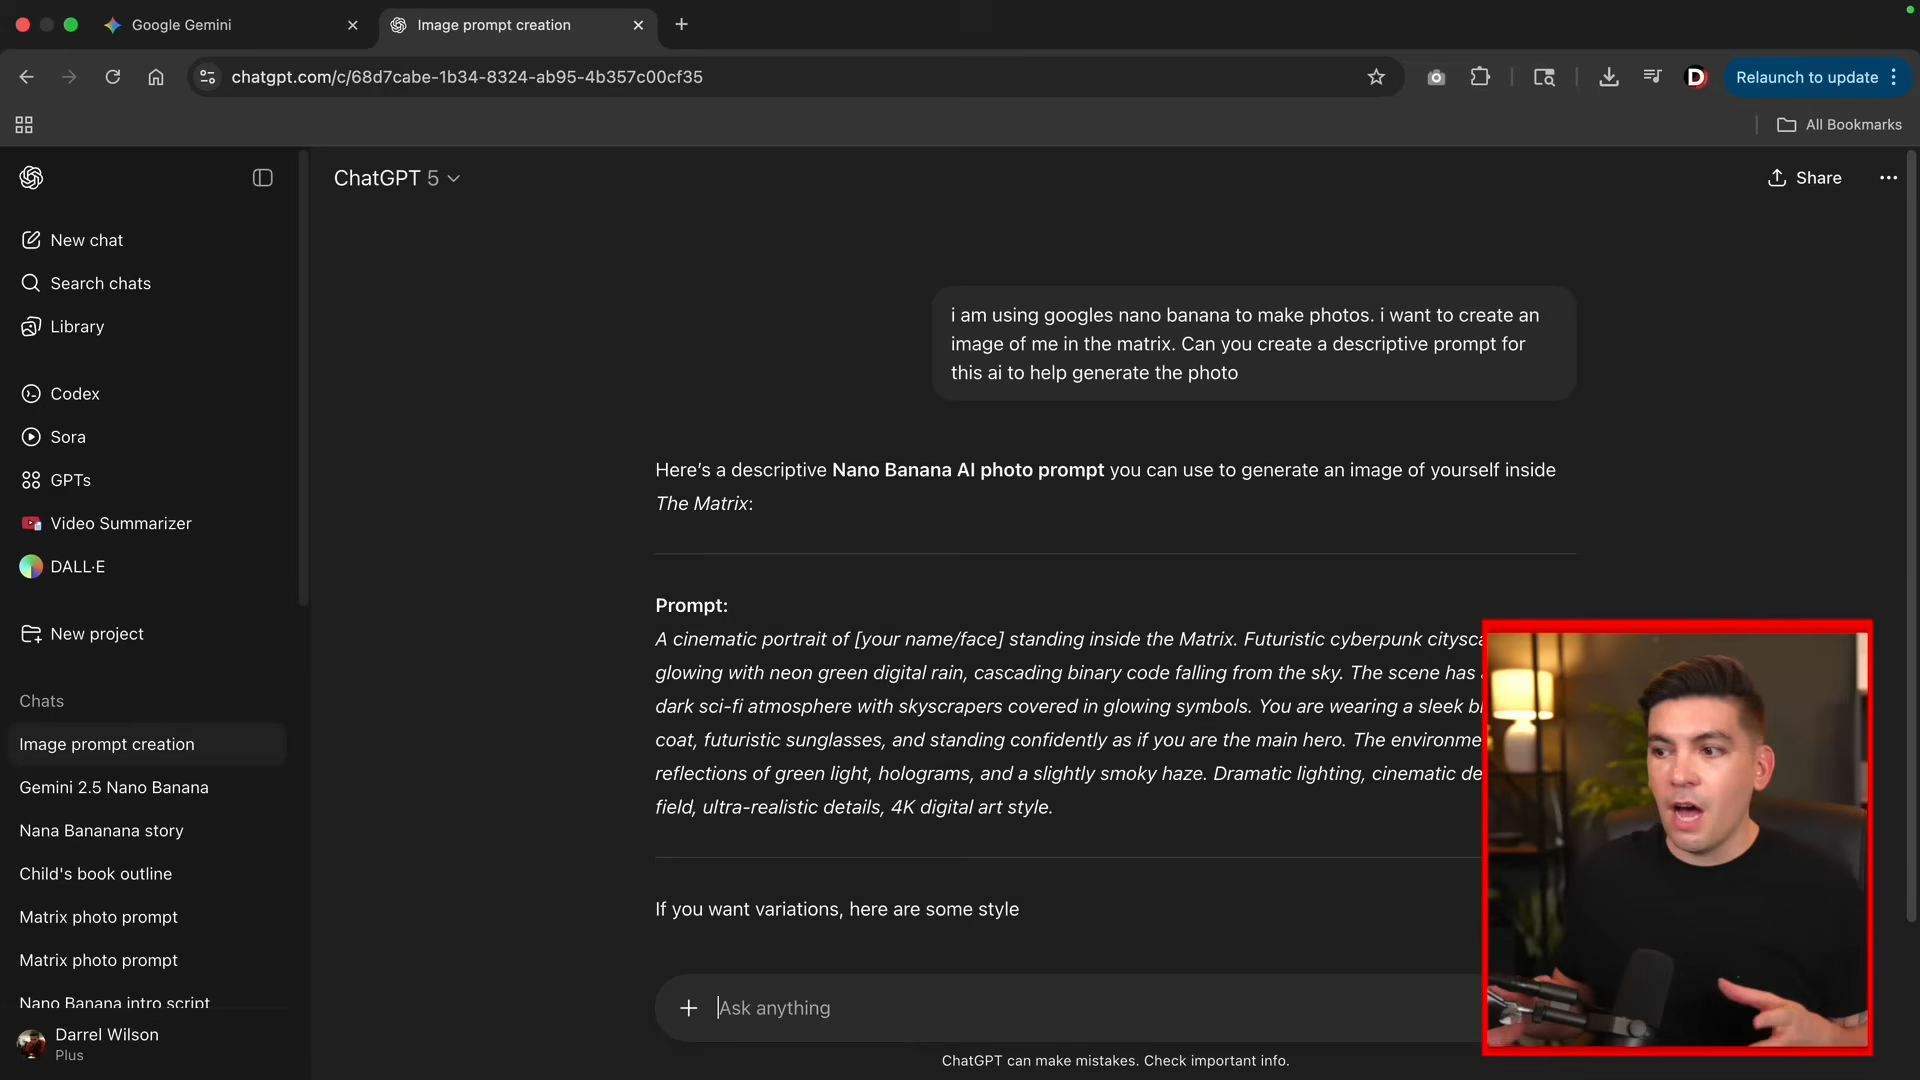 Google Gemini
Image prompt creation
chatgpt.com/c/68d7cabe-1b34-8324-ab95-4b357c00cf35
D
Relaunch to update
All Bookmarks
ChatGPT 5
Share
New chat
Search chats
Library
Codex
Sora
GPTs
Video Summarizer
DALL·E
New project
Chats
Image prompt creation
Gemini 2.5 Nano Banana
Nana Bananana story
Child's book outline
Matrix photo prompt
Matrix photo prompt
Nano Banana intro script
Darrel Wilson
Plus
i am using googles nano banana to make photos. i want to create an
image of me in the matrix. Can you create a descriptive prompt for
this ai to help generate the photo
Here's a descriptive Nano Banana AI photo prompt you can use to generate an image of yourself inside
The Matrix:
Prompt:
A cinematic portrait of [your name/face] standing inside the Matrix. Futuristic cyberpunk
glowing with neon green digital rain, cascading binary code falling from the sky. The scene has
dark sci-fi atmosphere with skyscrapers covered in glowing symbols. You are wearing a sleek
coat, futuristic sunglasses, and standing confidently as if you are the main hero. The
reflections of green light, holograms, and a slightly smoky haze. Dramatic lighting, cinematic
field, ultra-realistic details, 4K digital art style.
If you want variations, here are some style
Ask anything
ChatGPT can make mistakes. Check important info.